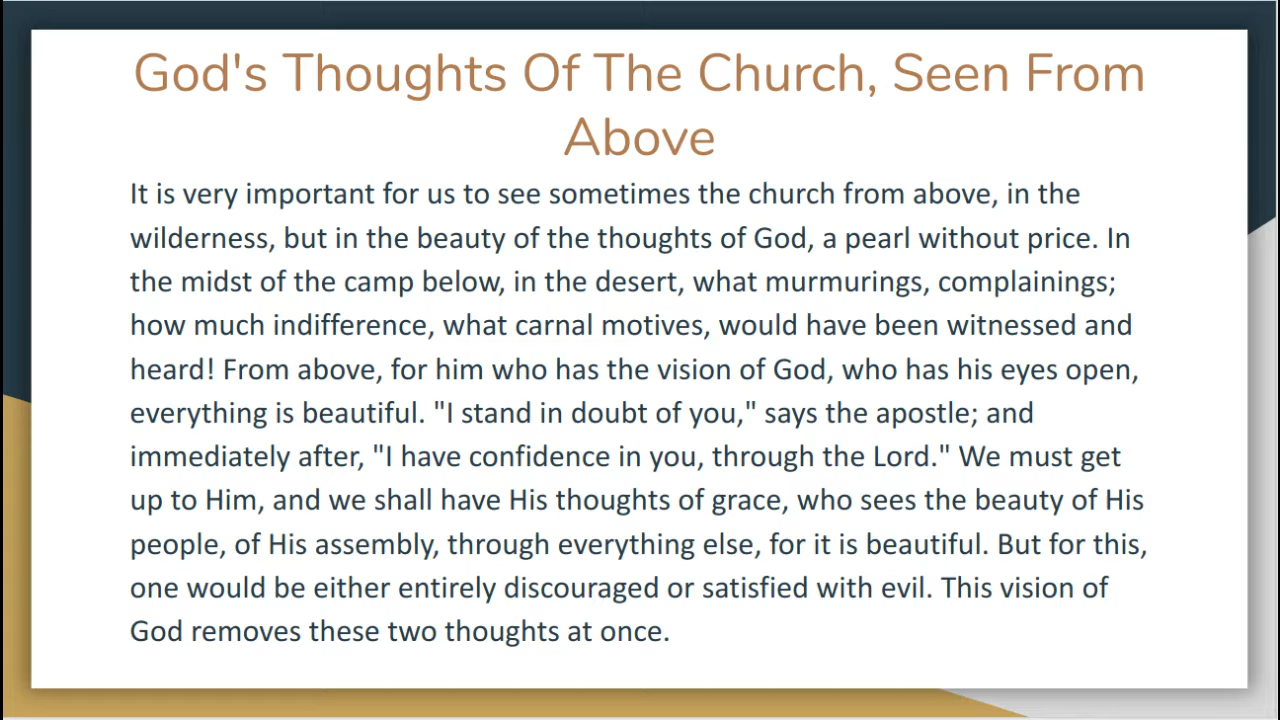 God's Thoughts Of The Church, Seen From
Above
It is very important for us to see sometimes the church from above, in the
wilderness, but in the beauty of the thoughts of God, a pearl without price. In
the midst of the camp below, in the desert, what murmurings, complainings;
how much indifference, what carnal motives, would have been witnessed and
heard! From above, for him who has the vision of God, who has his eyes open,
everything is beautiful. "I stand in doubt of you," says the apostle; and
immediately after, "I have confidence in you, through the Lord." We must get
up to Him, and we shall have His thoughts of grace, who sees the beauty of His
people, of His assembly, through everything else, for it is beautiful. But for this,
one would be either entirely discouraged or satisfied with evil. This vision of
God removes these two thoughts at once.